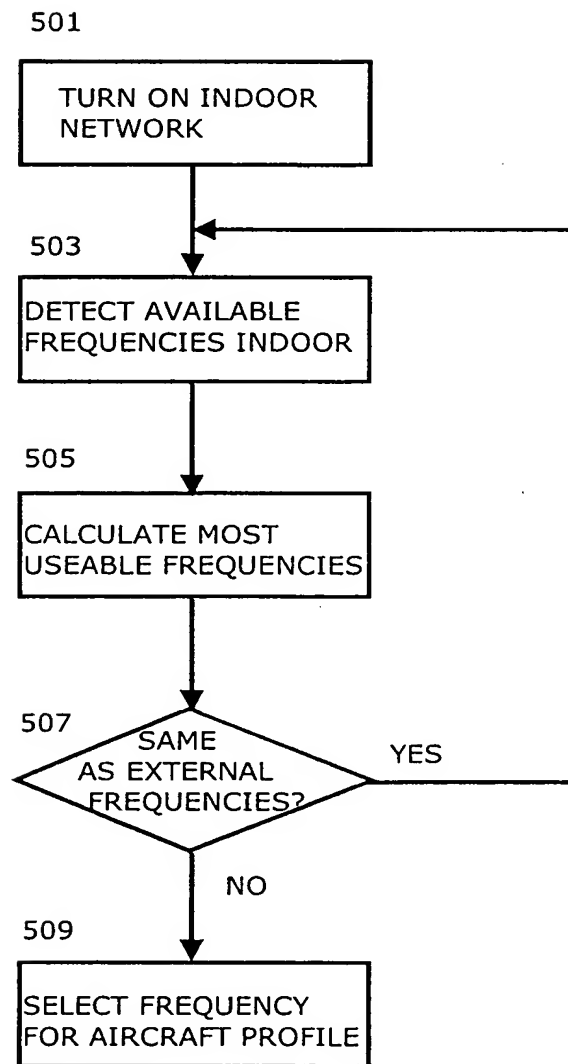 501
TURN ON INDOOR
NETWORK
503
DETECT AVAILABLE
FREQUENCIES INDOOR
505
CALCULATE MOST
USEABLE FREQUENCIES
507
SAME
AS EXTERNAL
FREQUENCIES?
YES
NO
509
SELECT FREQUENCY
FOR AIRCRAFT PROFILE